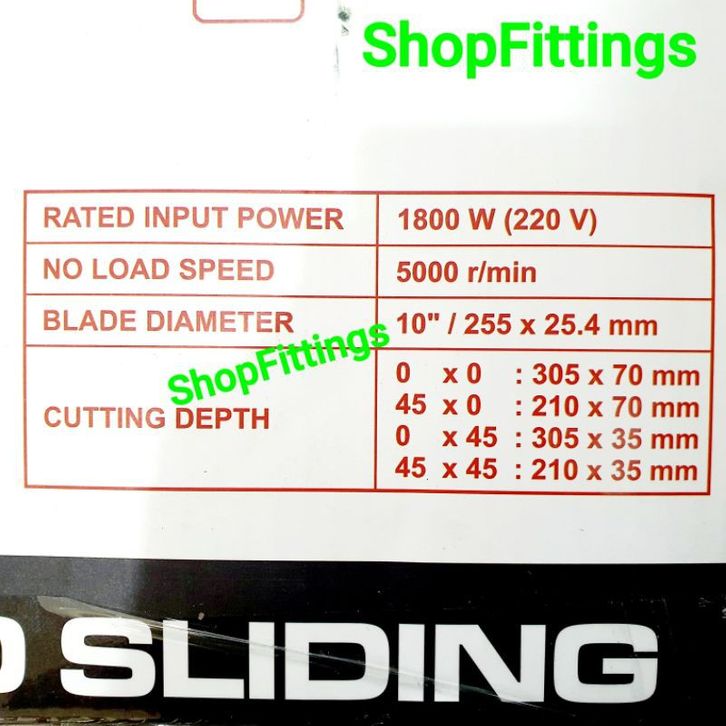 ShopFittings
RATED INPUT POWER 1800 W (220 V)
NO LOAD SPEED 5000 r/min
BLADE DIAMETER 10" / 255 x 25.4 mm
ShopFittings
CUTTING DEPTH
0 x 0 : 305 x 70 mm
45 x 0 : 210 x 70 mm
0 x 45 : 305 x 35 mm
45 x 45 : 210 x 35 mm
SLIDING